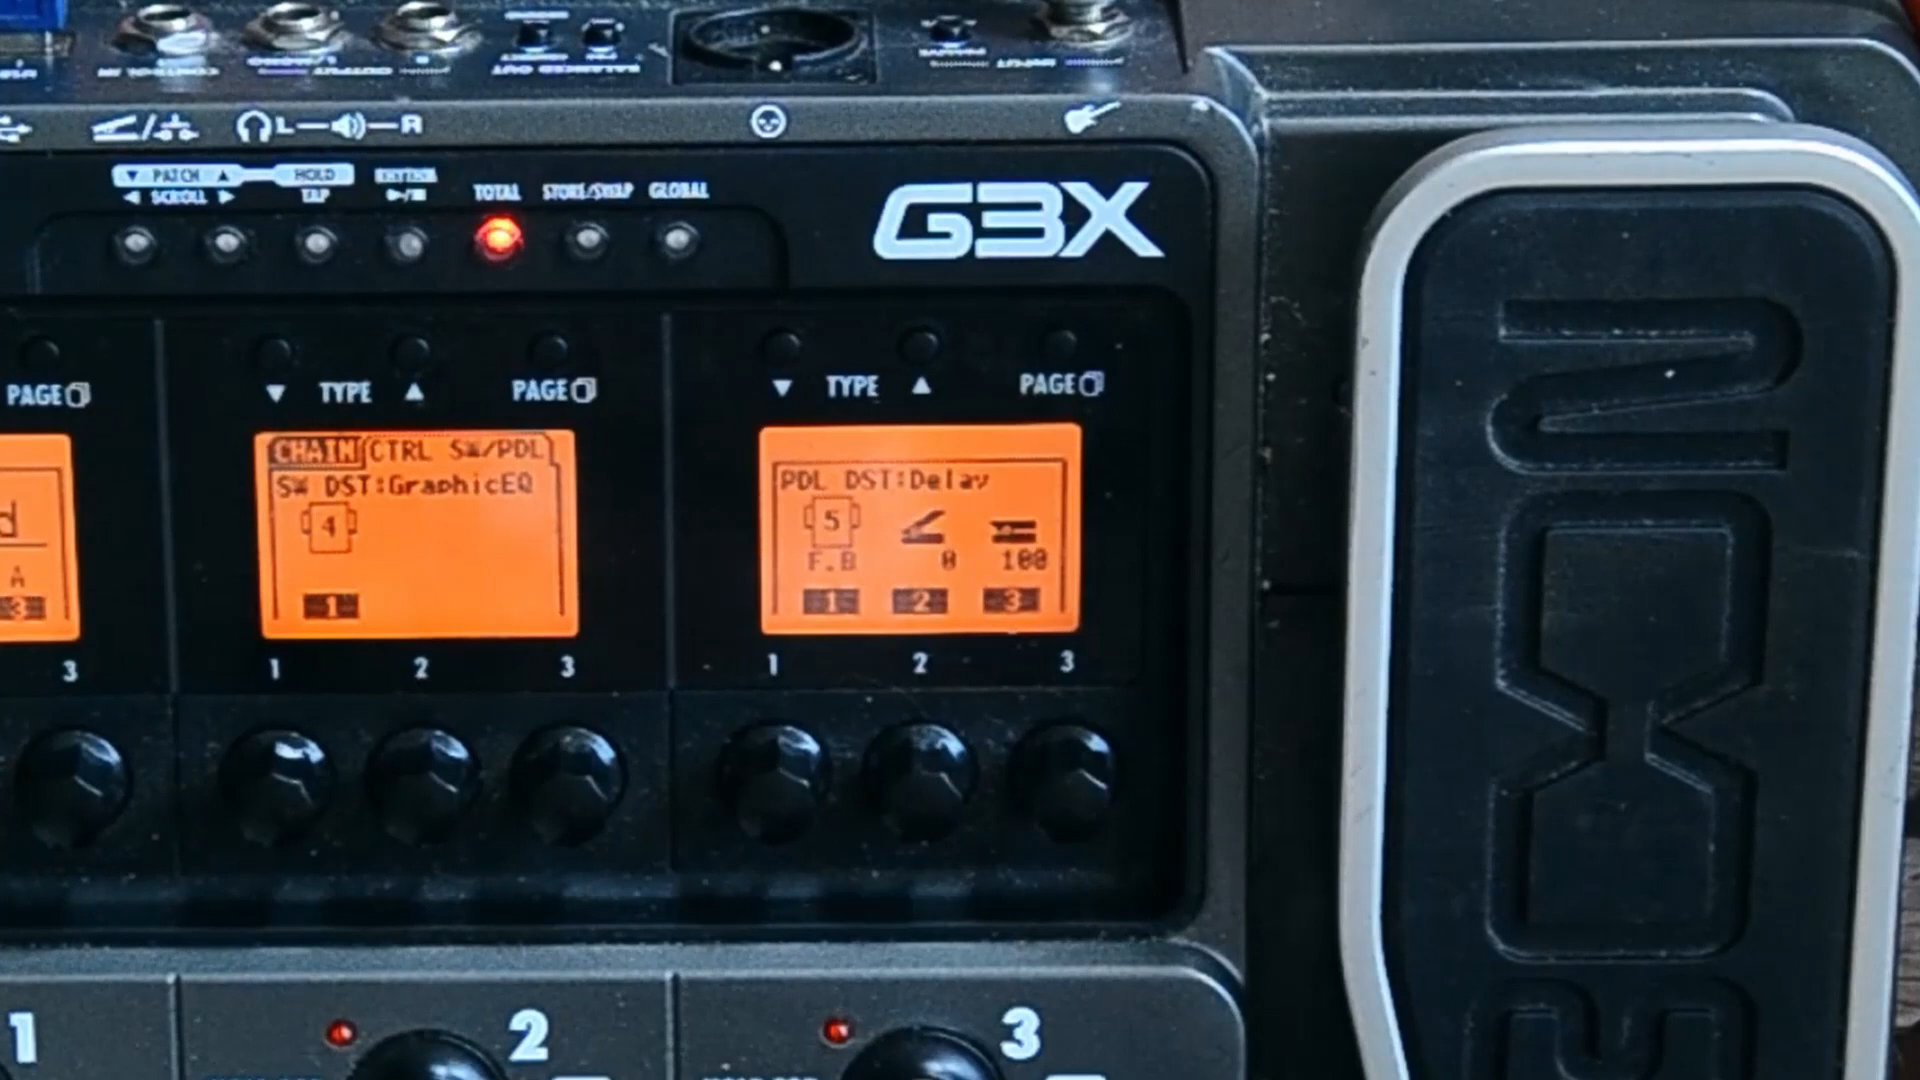 L R
PATCH HOLD
SCROLL TAP
TOTAL STORE/SWAP GLOBAL
G3X
PAGE
TYPE PAGE
TYPE PAGE
d
3
CHAIN CTRL SW/PDL
SW DST:GraphicEQ
4
1
PDL DST:Delay
5
F.B 0 100
1 2 3
3
1 2 3
1 2 3
1
2
3
ZOO